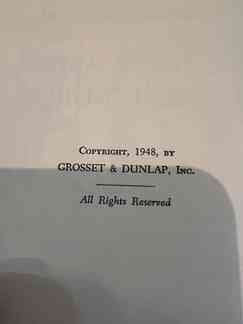 Copyright, 1948, by
GROSSET & DUNLAP, Inc.
All Rights Reserved